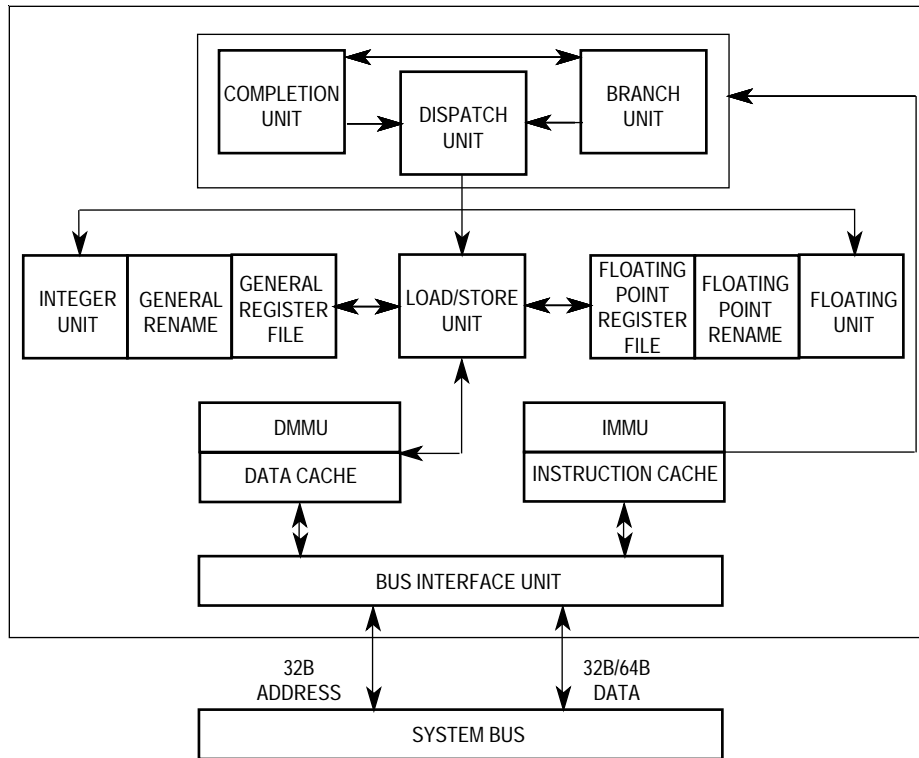 COMPLETION
UNIT
DISPATCH
UNIT
BRANCH
UNIT
INTEGER
UNIT
GENERAL
RENAME
GENERAL
REGISTER
FILE
LOAD/STORE
UNIT
FLOATING
POINT
REGISTER
FILE
FLOATING
POINT
RENAME
FLOATING
UNIT
DMMU
DATA CACHE
IMMU
INSTRUCTION CACHE
BUS INTERFACE UNIT
32B
ADDRESS
32B/64B
DATA
SYSTEM BUS